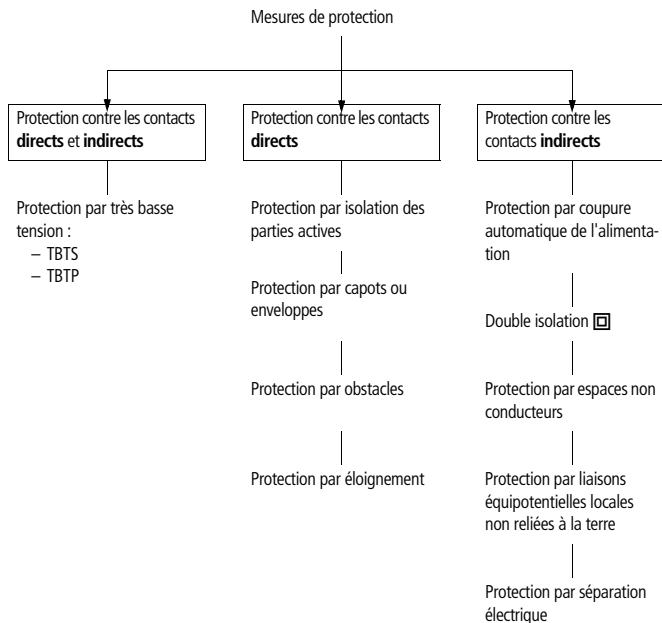 Mesures de protection
Protection contre les contacts
directs et indirects
Protection par très basse
tension :
– TBTS
– TBTP
Protection contre les contacts
directs
Protection par isolation des
parties actives
Protection par capots ou
enveloppes
Protection par obstacles
Protection par éloignement
Protection contre les
contacts indirects
Protection par coupure
automatique de l'alimenta-
tion
Double isolation
Protection par espaces non
conducteurs
Protection par liaisons
équipotentielles locales
non reliées à la terre
Protection par séparation
électrique